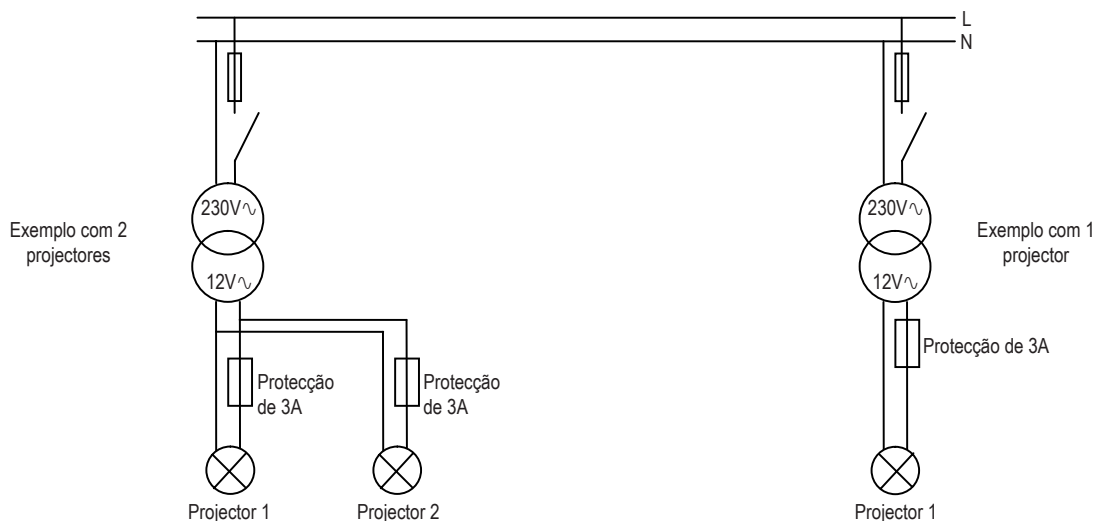 L
N
230V∿
230V∿
Exemplo com 2
projectores
Exemplo com 1
projector
12V∿
12V∿
Protecção de 3A
Protecção
de 3A
Protecção
de 3A
Projector 1
Projector 2
Projector 1